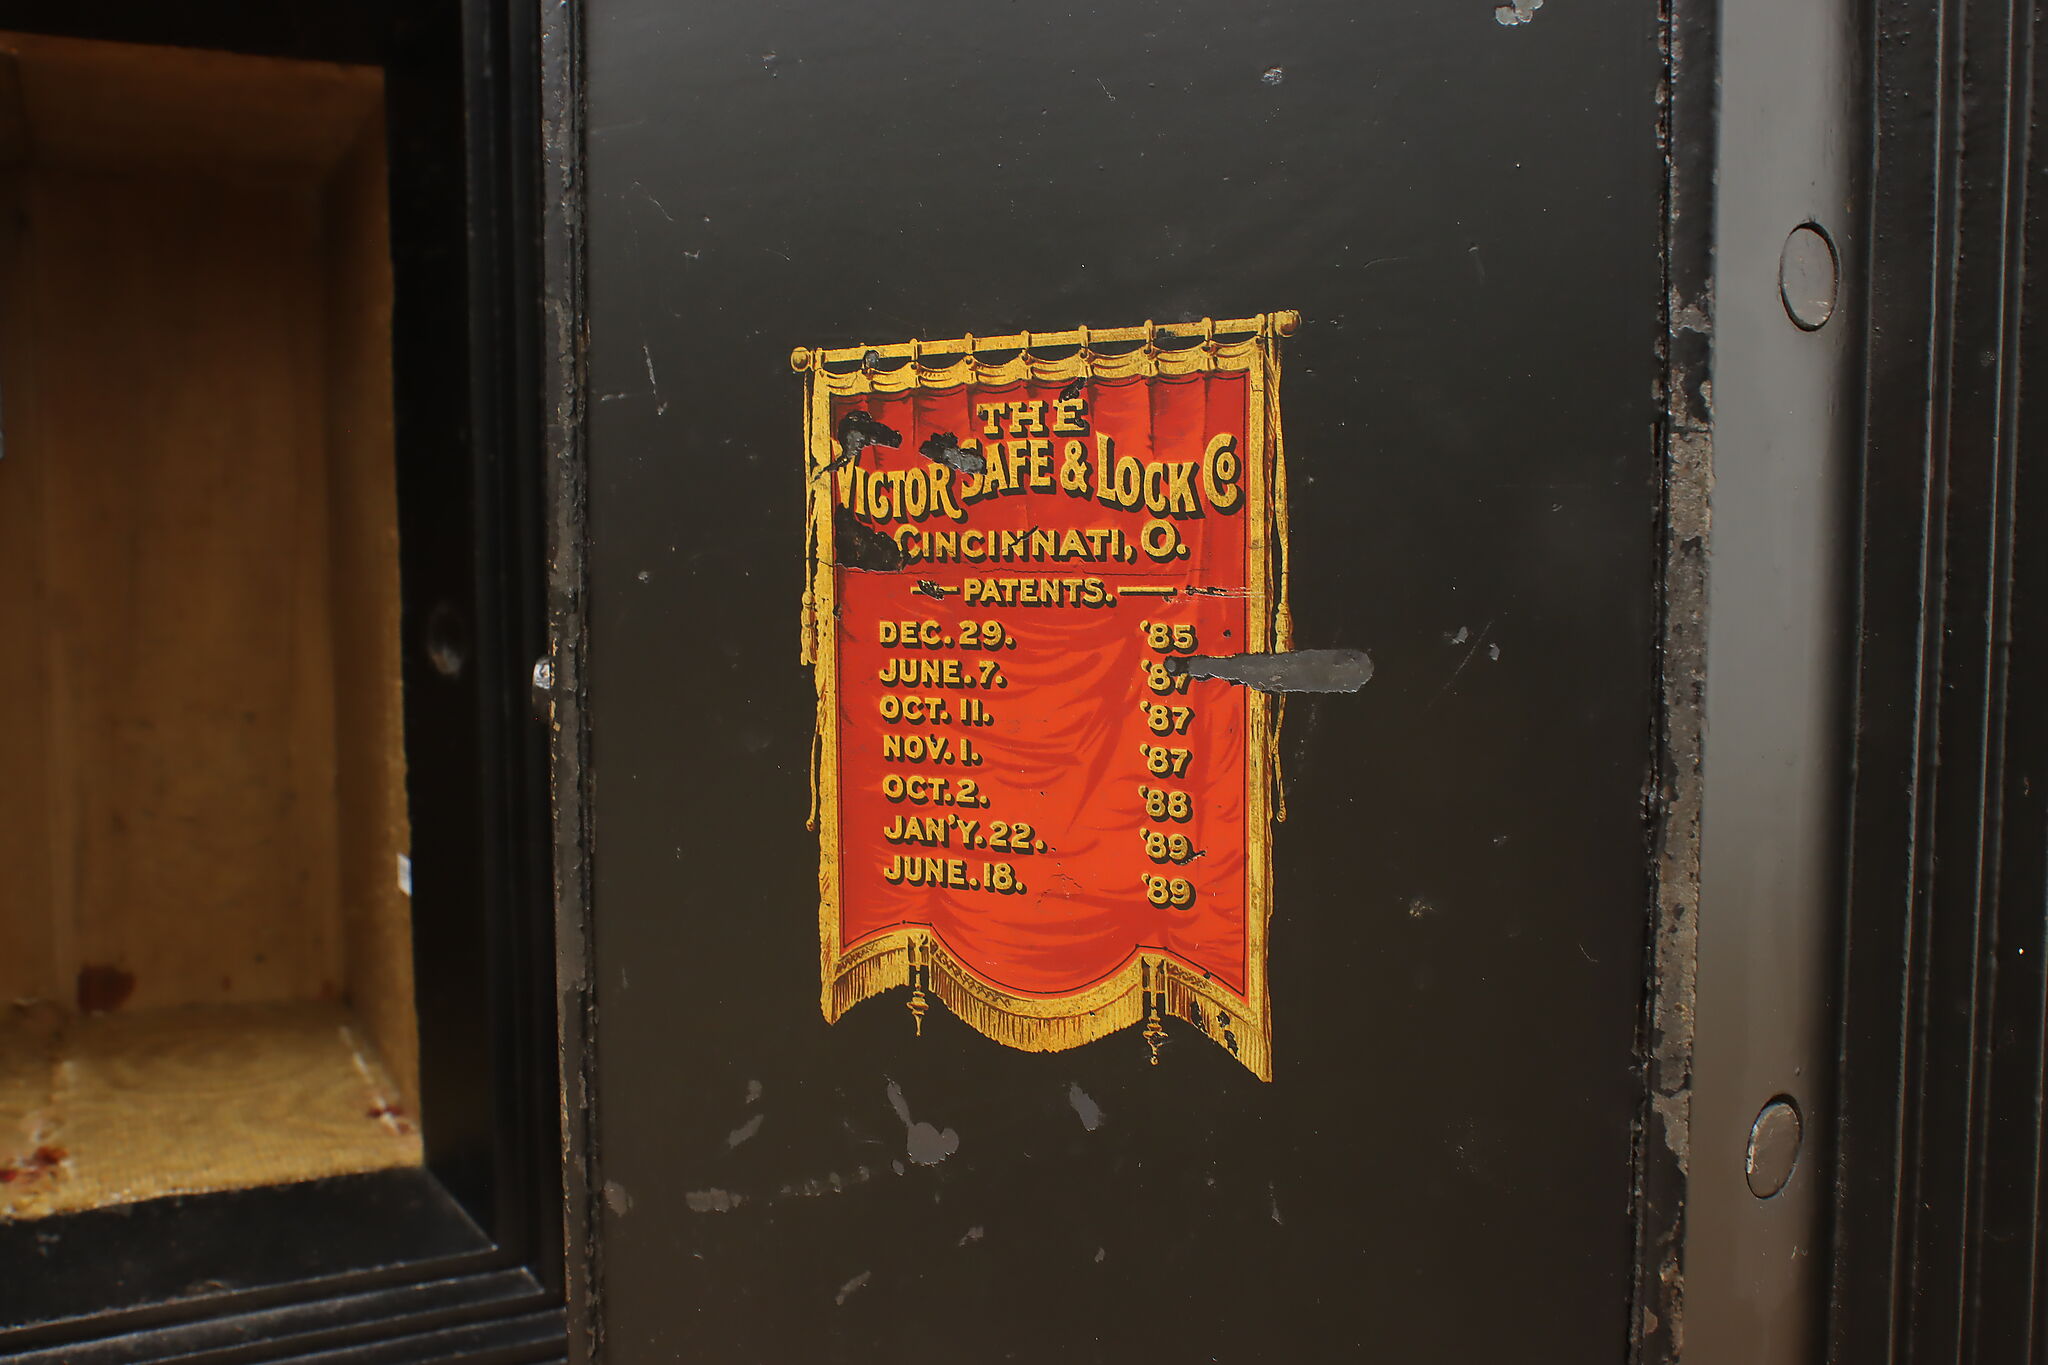 THE
VICTOR SAFE & LOCK CO
CINCINNATI, O.
PATENTS.
DEC. 29. '85
JUNE. 7. '87
OCT. 11. '87
NOV. 1. '87
OCT. 2. '88
JAN'Y. 22. '89
JUNE. 18. '89